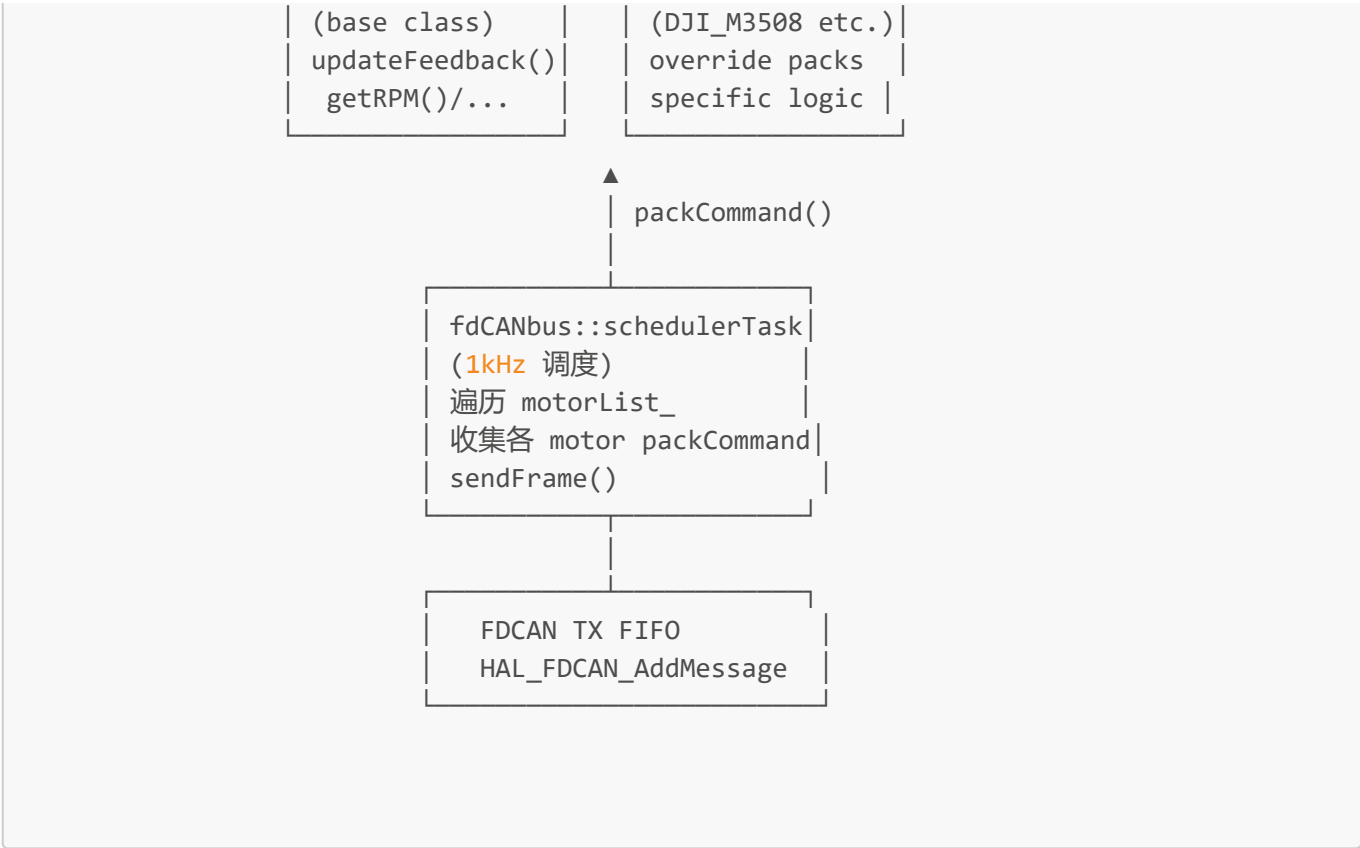 (base class) (DJI_M3508 etc.)
updateFeedback() override packs
getRPM()/... specific logic
packCommand()
fdCANbus::schedulerTask
(1kHz 调度)
遍历 motorList_
收集各 motor packCommand
sendFrame()
FDCAN TX FIFO
HAL_FDCAN_AddMessage